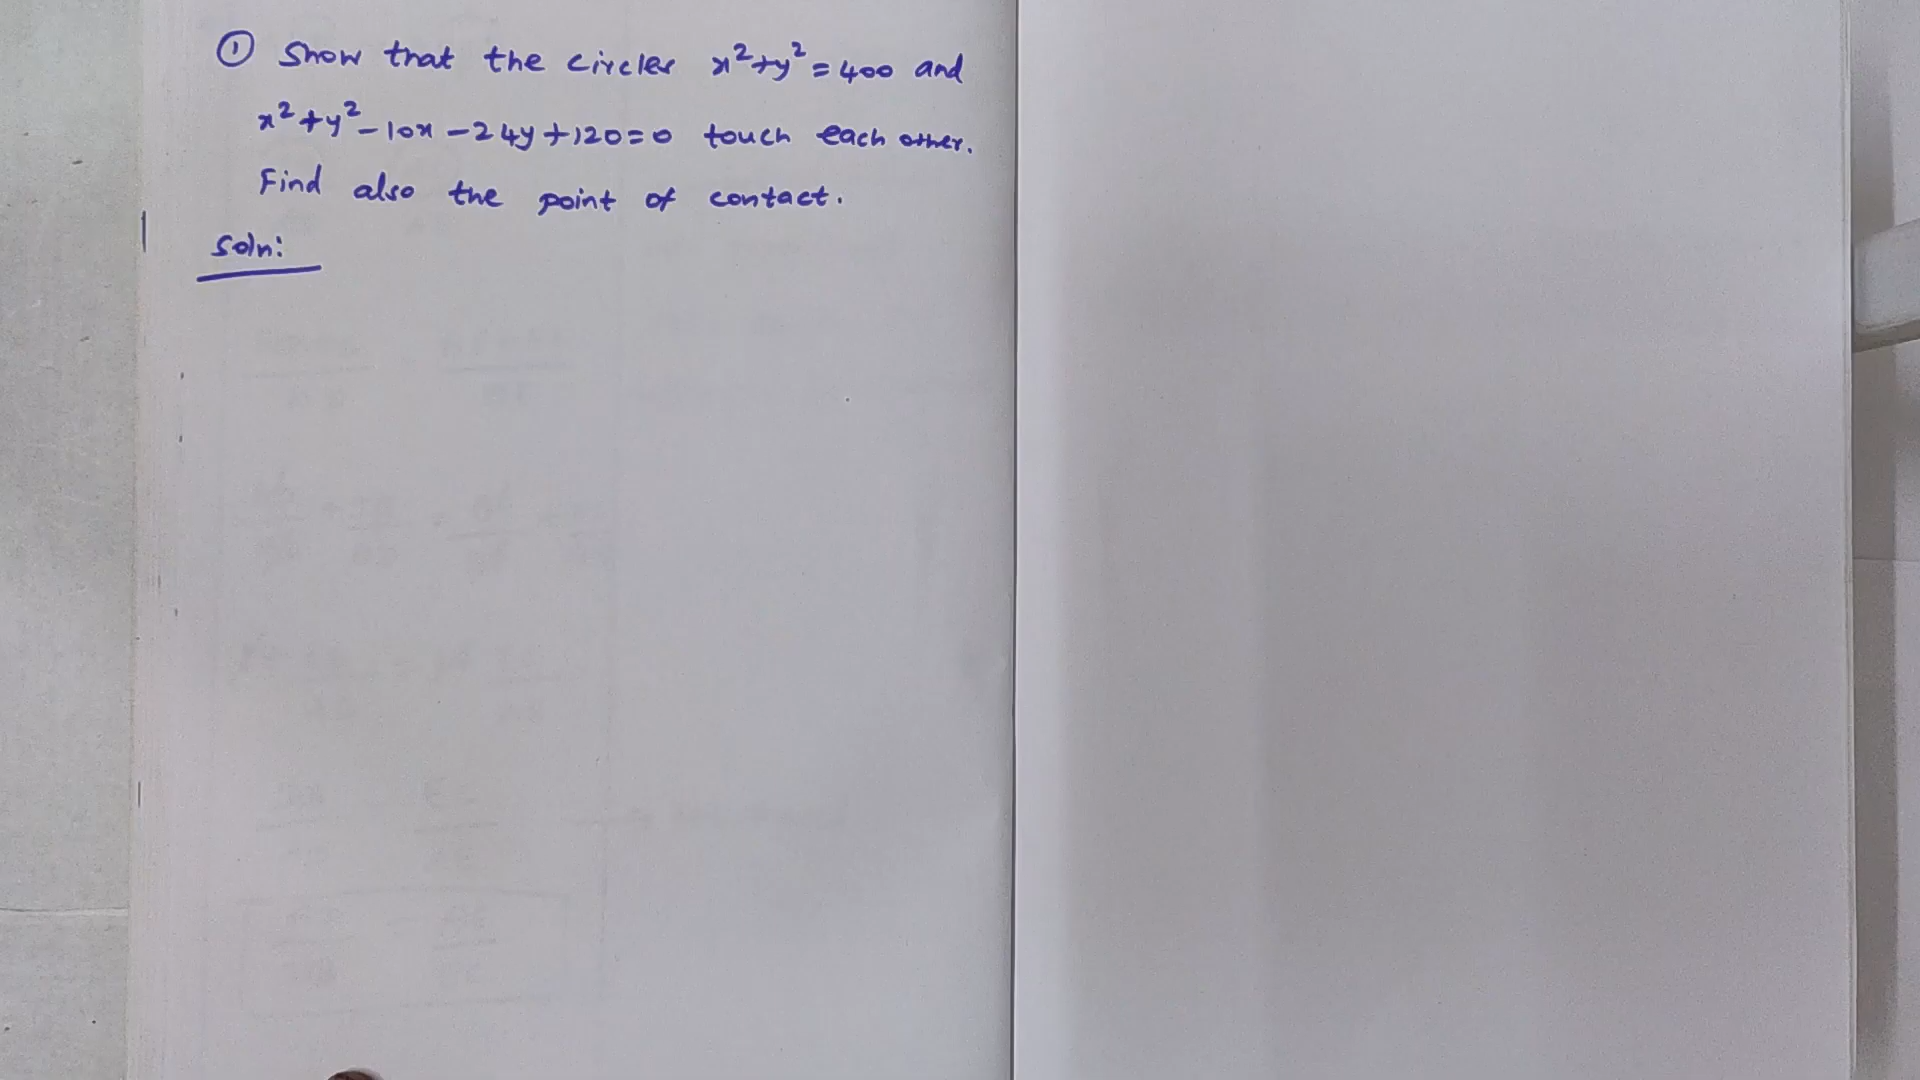 ① Show that the circles x²+y²=400 and
x²+y²-10x-24y+120=0 touch each other.
Find also the point of contact.
Soln: